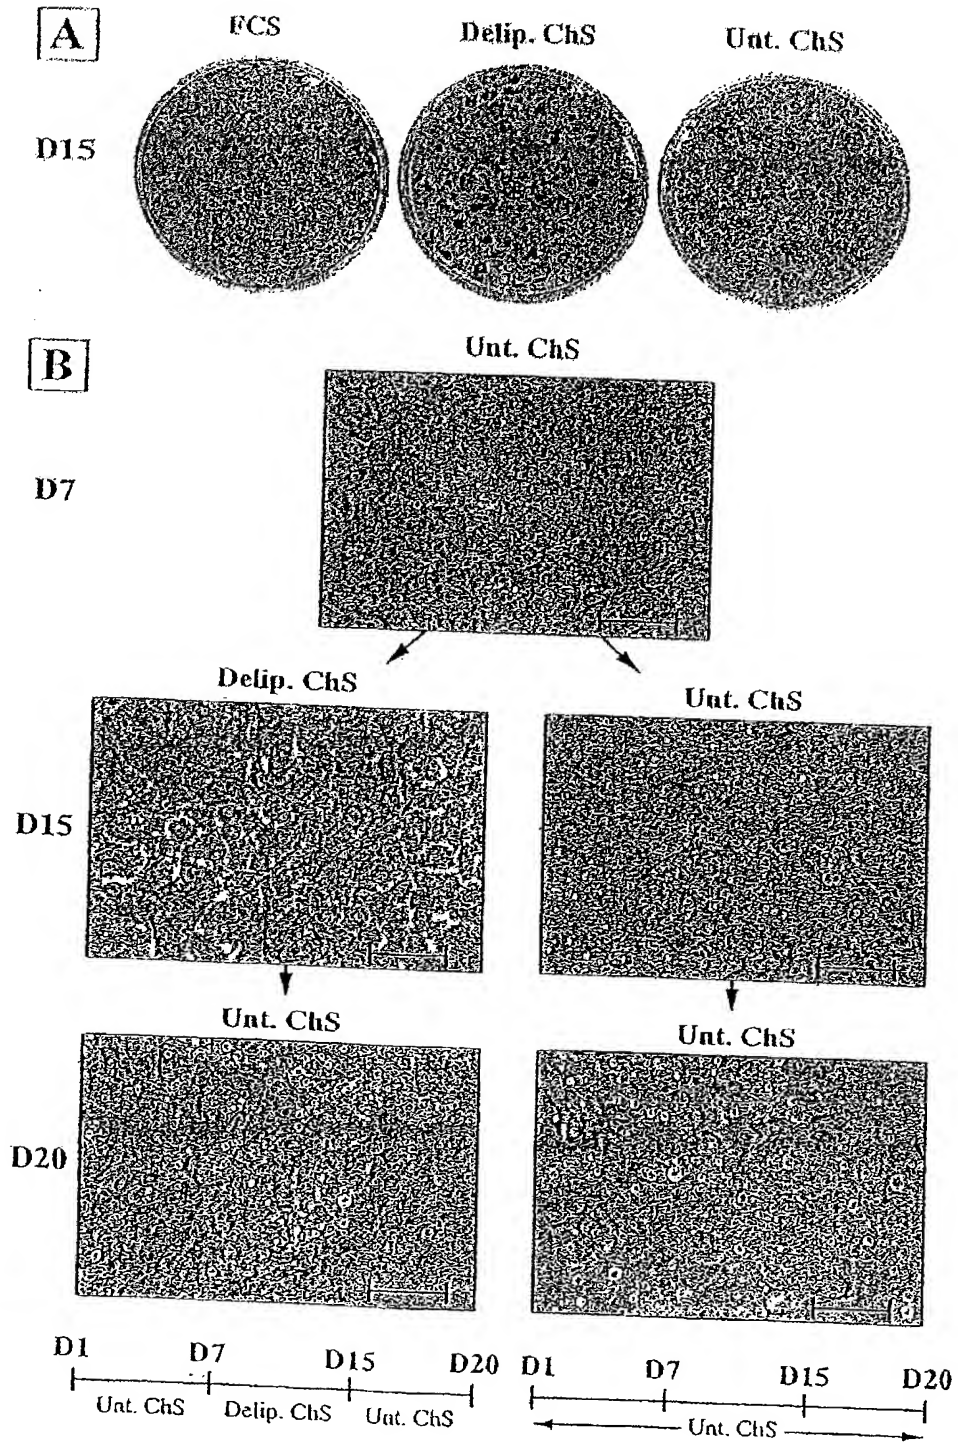 A
FCS
Delip. ChS
Unt. ChS
D15
B
Unt. ChS
D7
Delip. ChS
Unt. ChS
D15
Unt. ChS
Unt. ChS
D20
D1 D7 D15 D20
Unt. ChS Delip. ChS Unt. ChS
D1 D7 D15 D20
Unt. ChS